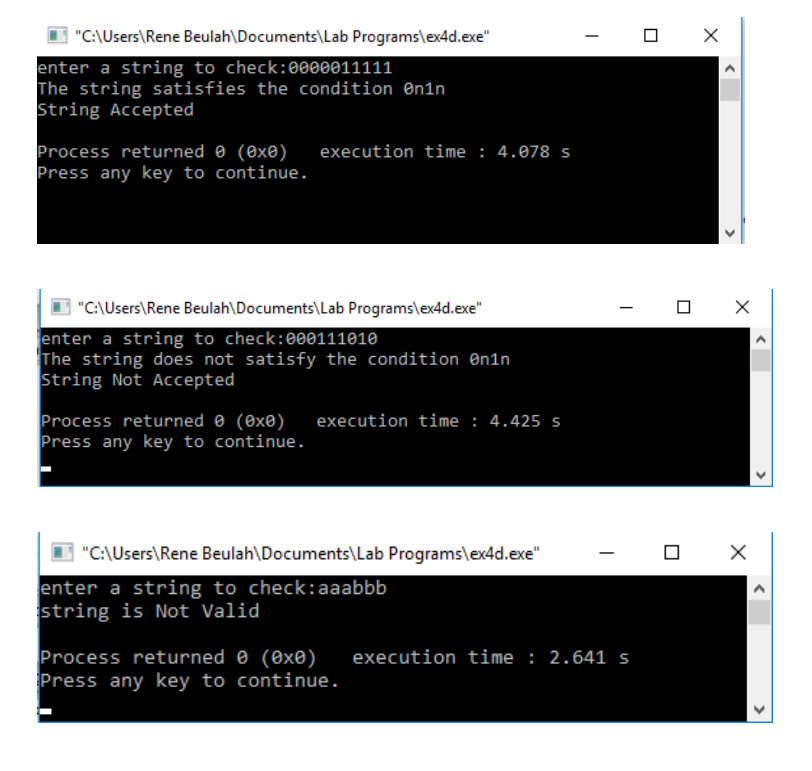 "C:\Users\Rene Beulah\Documents\Lab Programs\ex4d.exe"
enter a string to check:0000011111
The string satisfies the condition 0n1n
String Accepted
Process returned 0 (0x0)   execution time : 4.078 s
Press any key to continue.
"C:\Users\Rene Beulah\Documents\Lab Programs\ex4d.exe"
enter a string to check:000111010
The string does not satisfy the condition 0n1n
String Not Accepted
Process returned 0 (0x0)   execution time : 4.425 s
Press any key to continue.
"C:\Users\Rene Beulah\Documents\Lab Programs\ex4d.exe"
enter a string to check:aaabbb
string is Not Valid
Process returned 0 (0x0)   execution time : 2.641 s
Press any key to continue.